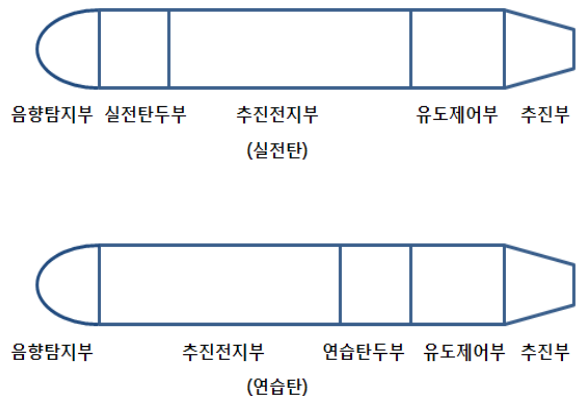 음향탐지부 실전탄두부 추진전지부 유도제어부 추진부
(실전탄)
음향탐지부 추진전지부 연습탄두부 유도제어부 추진부
(연습탄)